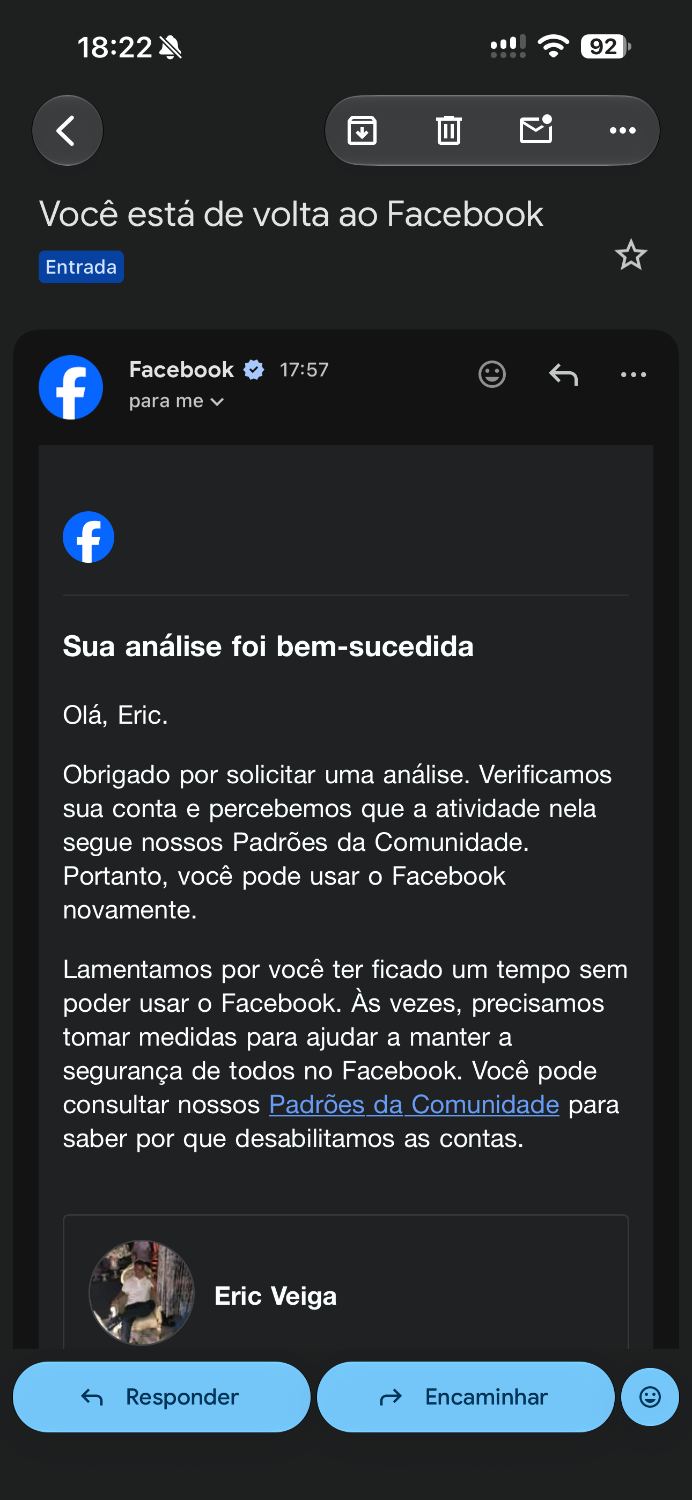 18:22
92
Você está de volta ao Facebook
Entrada
Facebook 17:57
para me
Sua análise foi bem-sucedida
Olá, Eric.
Obrigado por solicitar uma análise. Verificamos
sua conta e percebemos que a atividade nela
segue nossos Padrões da Comunidade.
Portanto, você pode usar o Facebook
novamente.
Lamentamos por você ter ficado um tempo sem
poder usar o Facebook. Às vezes, precisamos
tomar medidas para ajudar a manter a
segurança de todos no Facebook. Você pode
consultar nossos Padrões da Comunidade para
saber por que desabilitamos as contas.
Eric Veiga
Responder
Encaminhar